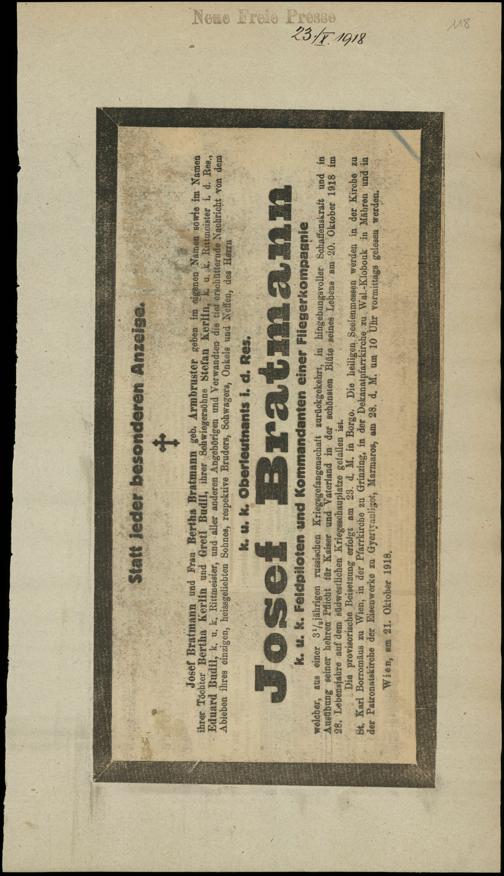 Neue Freie Presse
23./X. 1918
118
Statt jeder besonderen Anzeige.
Josef Bratmann und Frau Bertha Bratmann geb. Armbruster geben im eigenen Namen sowie im Namen
ihrer Töchter Bertha Kerlin und Gretl Budil, ihrer Schwiegersöhne Stefan Kerlin, k. u. k. Rittmeister i. d. Res.,
Eduard Budil, k. u. k. Rittmeister, und aller anderen Angehörigen und Verwandten die tief erschütternde Nachricht von dem
Ableben ihres einzigen, heissgeliebten Sohnes, respektive Bruders, Schwagers, Onkels und Neffen, des Herrn
k. u. k. Oberleutnants i. d. Res.
Josef Bratmann
k. u. k. Feldpiloten und Kommandanten einer Fliegerkompagnie
welcher, aus einer 3½jährigen russischen Kriegsgefangenschaft zurückgekehrt, in hingebungsvoller Schaffenskraft und in
Ausübung seiner hehren Pflicht für Kaiser und Vaterland in der schönsten Blüte seines Lebens am 20. Oktober 1918 im
28. Lebensjahre auf dem südwestlichen Kriegsschauplatze gefallen ist.
Die provisorische Beisetzung erfolgt am 23. d. M. in Borgo. Die heiligen Seelenmessen werden in der Kirche zu
St. Karl Borromäus zu Wien, in der Pfarrkirche zu Grinzing, in der Dekanatpfarrkirche zu Wal.-Klobouk in Mähren und in
der Patronatskirche der Eisenwerke zu Gyertyanliget, Marmaros, am 28. d. M. um 10 Uhr vormittags gelesen werden.
Wien, am 21. Oktober 1918.